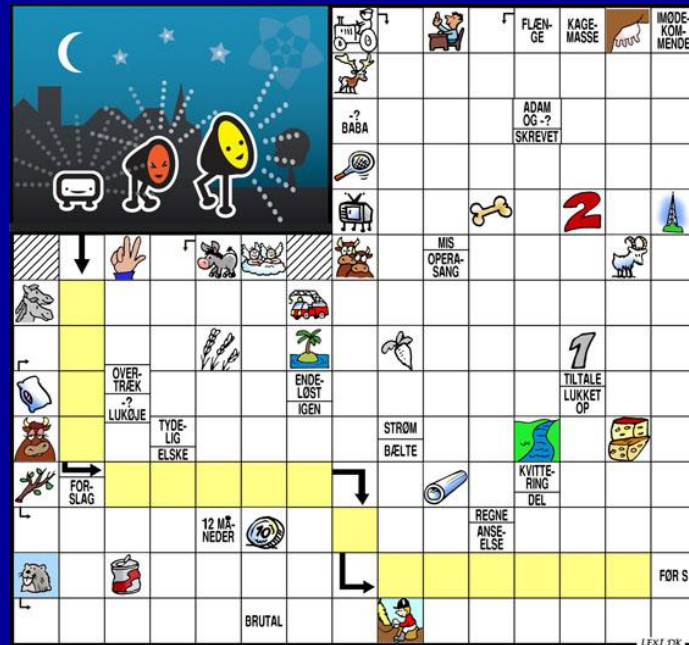 FLÆN-
GE
KAGE-
MASSE
IMØDE-
KOM-
MENDE
-?
BABA
ADAM
OG -?
SKREVET
2
MIS
OPERA-
SANG
1
OVER-
TRÆK
-?
LUKØJE
ENDE-
LØST
IGEN
TILTALE
LUKKET
OP
TYDE-
LIG
ELSKE
STRØM
BÆLTE
FOR-
SLAG
KVITTE-
RING
DEL
12 MÅ-
NEDER
10
REGNE
ANSE-
ELSE
FØR S
BRUTAL
LEXI.DK